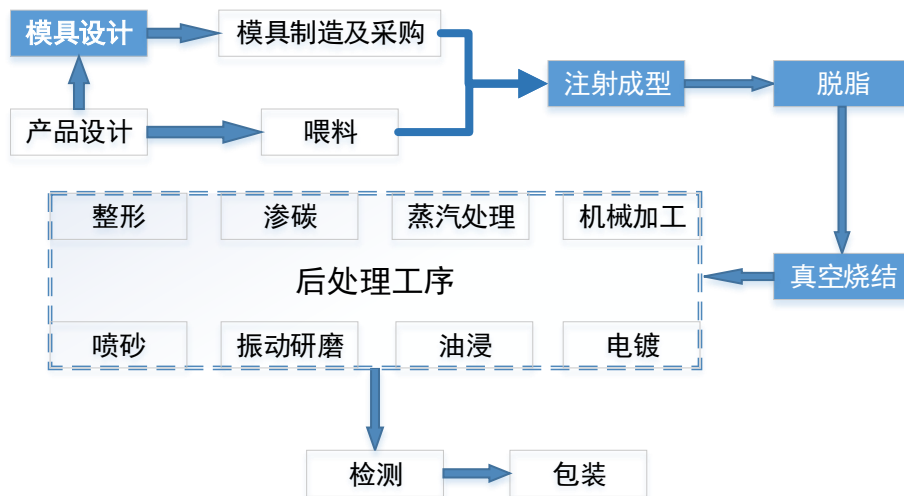 模具设计
模具制造及采购
注射成型
脱脂
产品设计
喂料
整形
渗碳
蒸汽处理
机械加工
后处理工序
真空烧结
喷砂
振动研磨
油浸
电镀
检测
包装